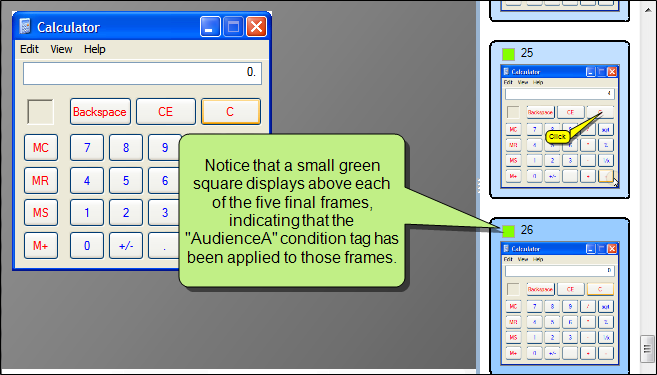 Calculator
Edit View Help
0.
Backspace CE C
MC 7 8 9
MR 4 5 6
MS 1 2 3
M+ 0 +/- .
Notice that a small green
square displays above each
of the five final frames,
indicating that the
"AudienceA" condition tag has
been applied to those frames.
25
Calculator
Edit View Help
4
Backspace CE C
Click
MC 7 8 9 / sqrt
MR 4 5 6 * %
MS 1 2 3 - 1/x
M+ 0 +/- . +
26
Calculator
Edit View Help
0
Backspace CE C
MC 7 8 9 / sqrt
MR 4 5 6 * %
MS 1 2 3 - 1/x
M+ 0 +/- . + =